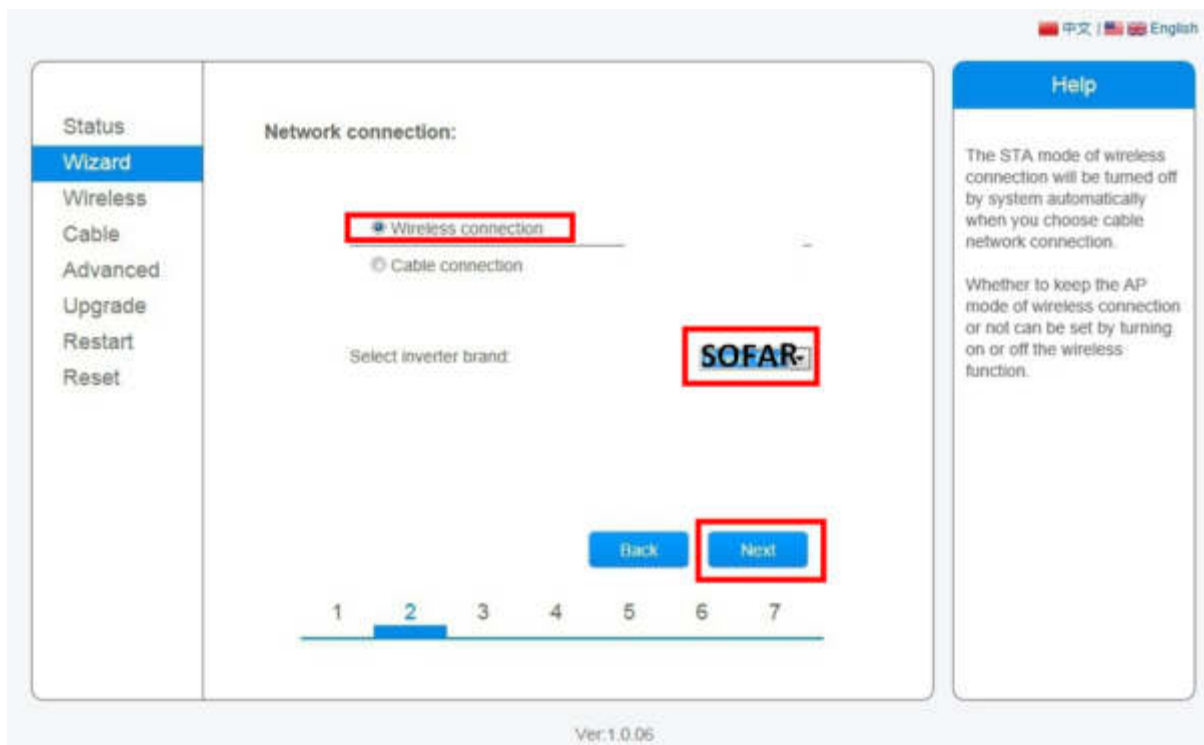 中文 | English
Status
Wizard
Wireless
Cable
Advanced
Upgrade
Restart
Reset
Network connection:
Wireless connection
Cable connection
Select inverter brand:
SOFAR
Back
Next
1 2 3 4 5 6 7
Help
The STA mode of wireless
connection will be turned off
by system automatically
when you choose cable
network connection.
Whether to keep the AP
mode of wireless connection
or not can be set by turning
on or off the wireless
function.
Ver:1.0.06